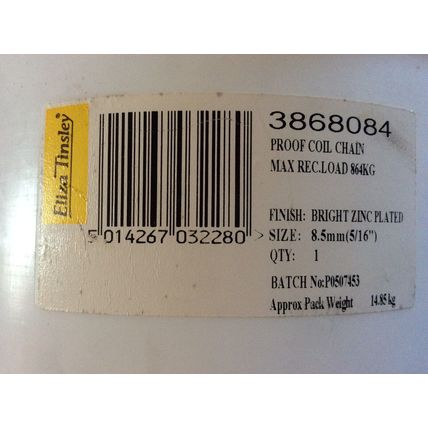 Eliza Tinsley
3868084
PROOF COIL CHAIN
MAX REC.LOAD 864KG
FINISH: BRIGHT ZINC PLATED
SIZE: 8.5mm(5/16")
QTY: 1
BATCH No:P0507453
Approx Pack Weight 14.85 kg
5 014267 032280 >